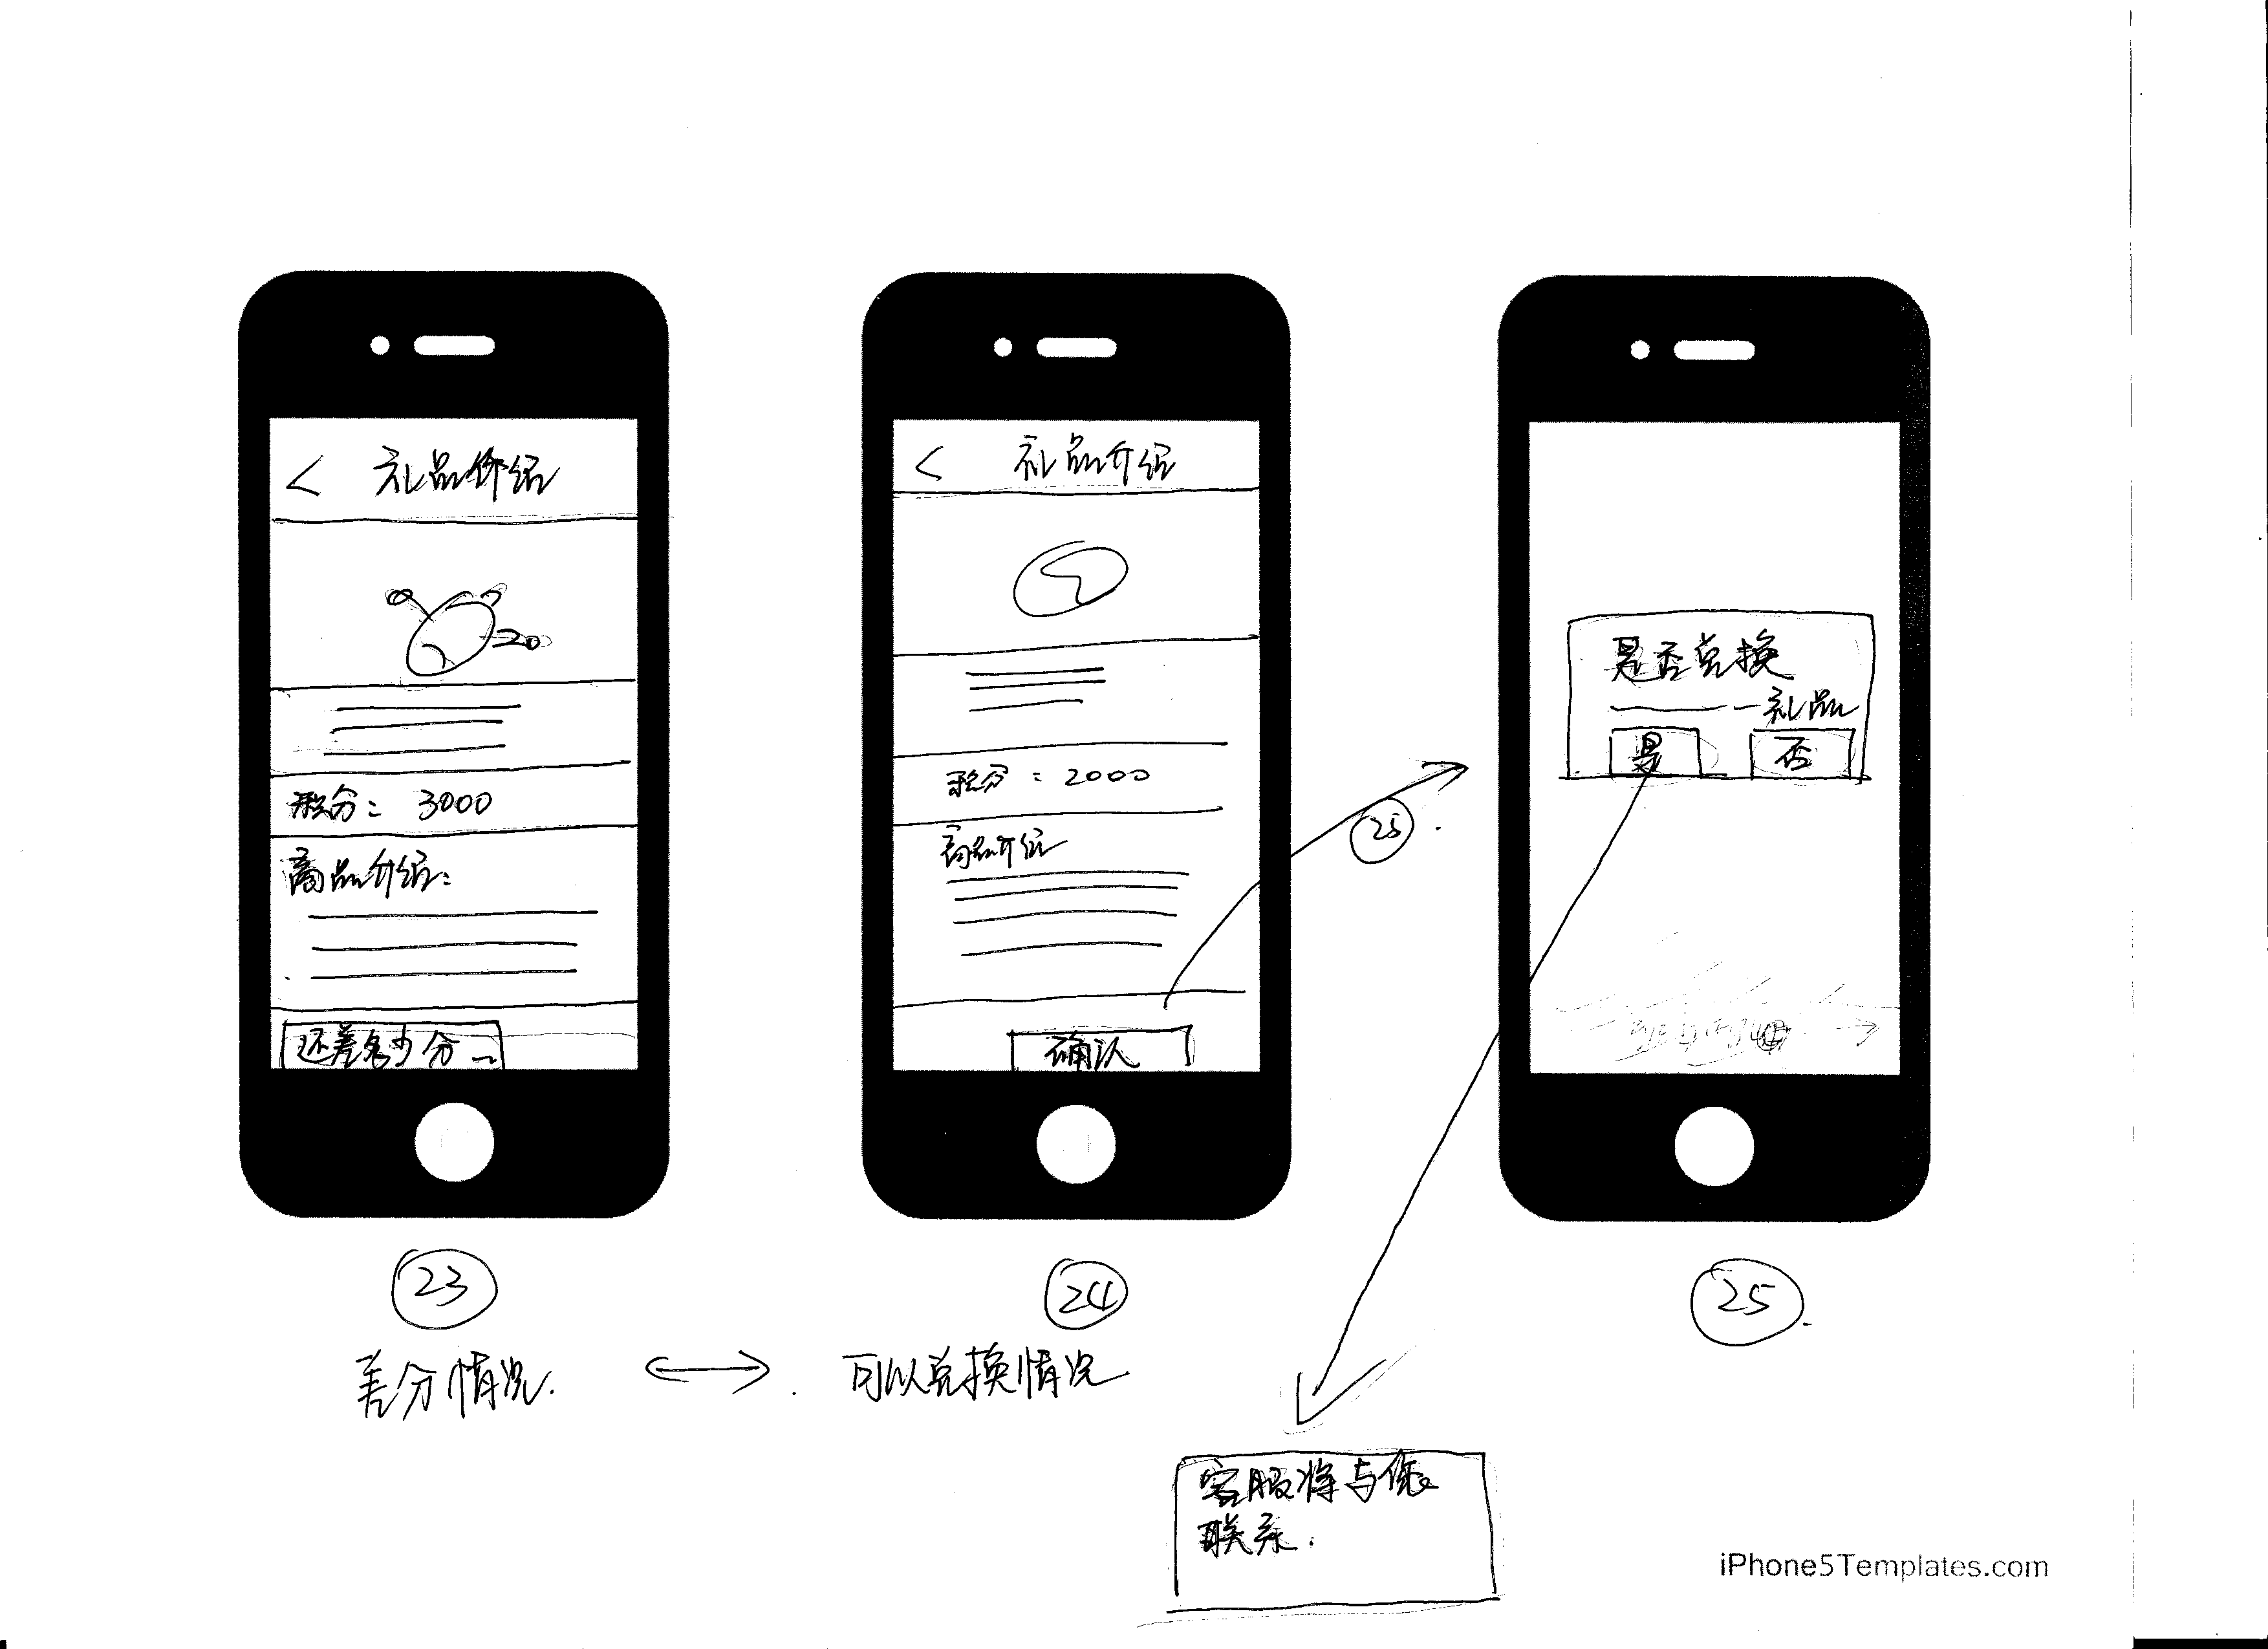 < 礼品介绍
积分: 3000
商品介绍:
还差多少分
23
差分情况.
< 礼品介绍
积分: 2000
商品介绍
确认
24
可以兑换情况
25
是否兑换
礼品
是 否
25
客服将与您
联系.
iPhone5Templates.com